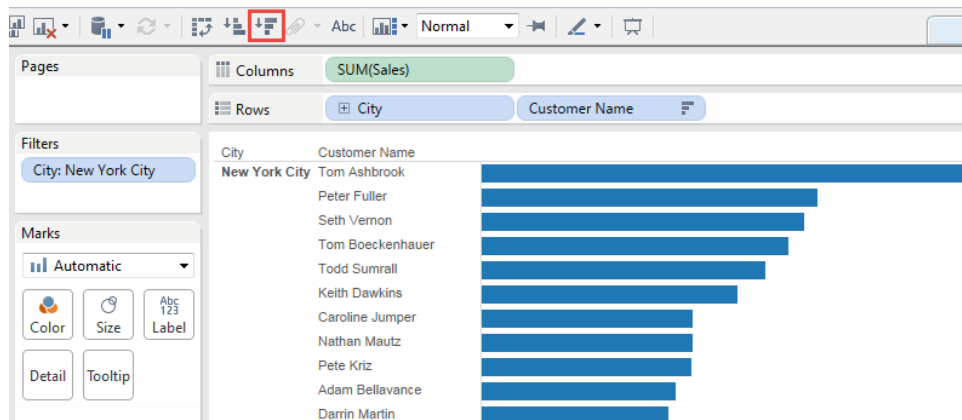 Abc Normal
Pages
Columns SUM(Sales)
Rows City Customer Name
Filters
City: New York City
Marks
Automatic
Color Size Abc 123 Label
Detail Tooltip
City Customer Name
New York City Tom Ashbrook
Peter Fuller
Seth Vernon
Tom Boeckenhauer
Todd Sumrall
Keith Dawkins
Caroline Jumper
Nathan Mautz
Pete Kriz
Adam Bellavance
Darrin Martin